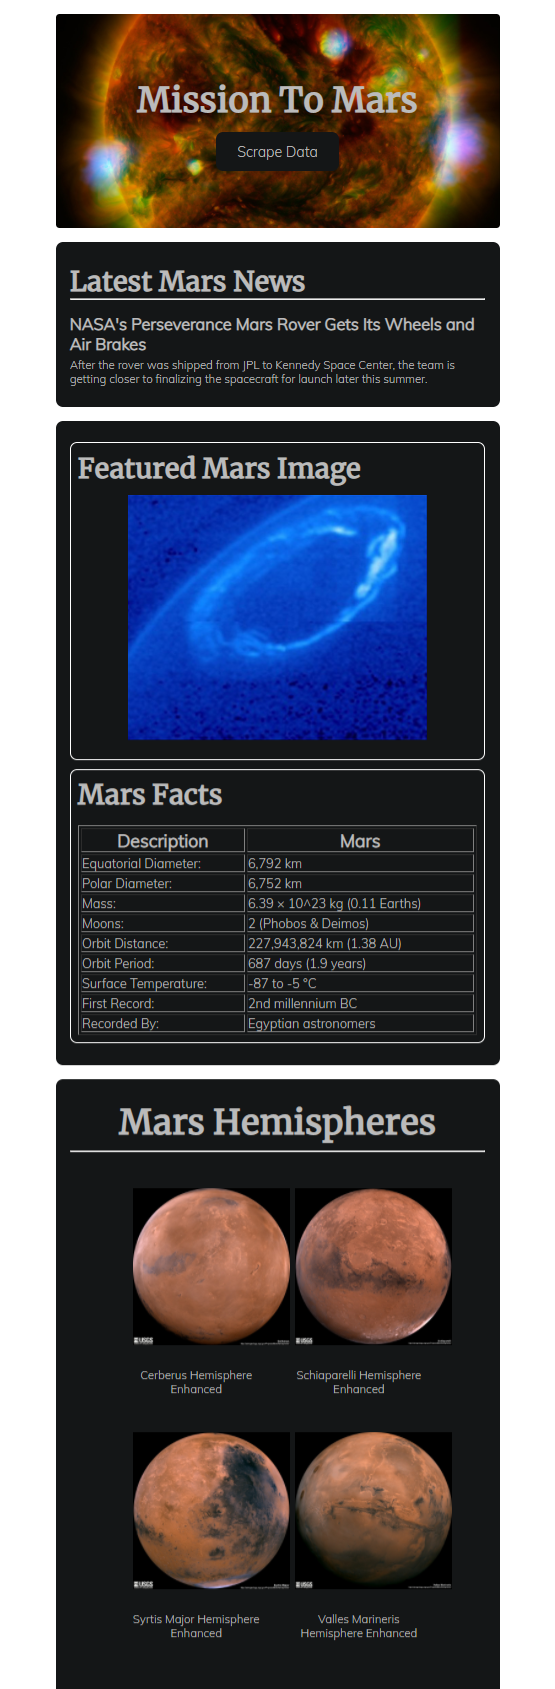 Mission To Mars
Scrape Data
Latest Mars News
NASA's Perseverance Mars Rover Gets Its Wheels and
Air Brakes
After the rover was shipped from JPL to Kennedy Space Center, the team is
getting closer to finalizing the spacecraft for launch later this summer.
Featured Mars Image
Mars Facts
Description Mars
Equatorial Diameter: 6,792 km
Polar Diameter: 6,752 km
Mass: 6.39 × 10^23 kg (0.11 Earths)
Moons: 2 (Phobos & Deimos)
Orbit Distance: 227,943,824 km (1.38 AU)
Orbit Period: 687 days (1.9 years)
Surface Temperature: -87 to -5 °C
First Record: 2nd millennium BC
Recorded By: Egyptian astronomers
Mars Hemispheres
USGS
USGS
Cerberus Hemisphere
Enhanced
Schiaparelli Hemisphere
Enhanced
USGS
USGS
Syrtis Major Hemisphere
Enhanced
Valles Marineris
Hemisphere Enhanced